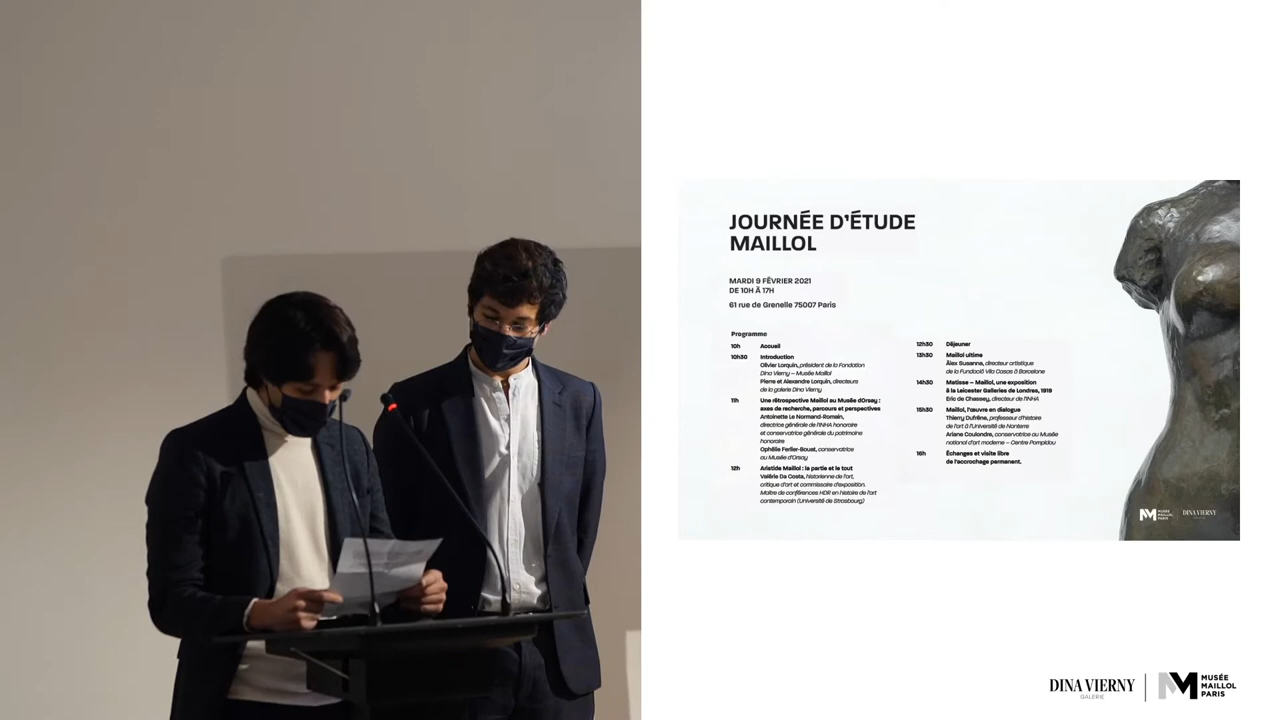 JOURNÉE D'ÉTUDE
MAILLOL
MARDI 9 FÉVRIER 2021
DE 10H À 17H
61 rue de Grenelle 75007 Paris
Programme
10h Accueil
10h30 Introduction
Olivier Lorquin, président de la Fondation
Dina Vierny – Musée Maillol
Pierre et Alexandre Lorquin, directeurs
de la galerie Dina Vierny
11h Une rétrospective Maillol au Musée d'Orsay :
axes de recherche, parcours et perspectives
Antoinette Le Normand-Romain,
directrice générale de l'INHA honoraire
et conservatrice générale du patrimoine
honoraire
Ophélie Ferlier-Bouat, conservatrice
au Musée d'Orsay
12h Aristide Maillol : la partie et le tout
Valérie Da Costa, historienne de l'art,
critique d'art et commissaire d'exposition.
Maître de conférences HDR en histoire de l'art
contemporain (Université de Strasbourg)
12h30 Déjeuner
13h30 Maillol ultime
Àlex Susanna, directeur artistique
de la Fundació Vila Casas à Barcelone
14h30 Matisse – Maillol, une exposition
à la Leicester Galleries de Londres, 1919
Eric de Chassey, directeur de l'INHA
15h30 Maillol, l'œuvre en dialogue
Thierry Dufrêne, professeur d'histoire
de l'art à l'Université de Nanterre
Ariane Coulondre, conservatrice au Musée
national d'art moderne – Centre Pompidou
16h Échanges et visite libre
de l'accrochage permanent.
MUSÉE
MAILLOL
PARIS
DINA VIERNY
DINA VIERNY
GALERIE
MUSÉE
MAILLOL
PARIS